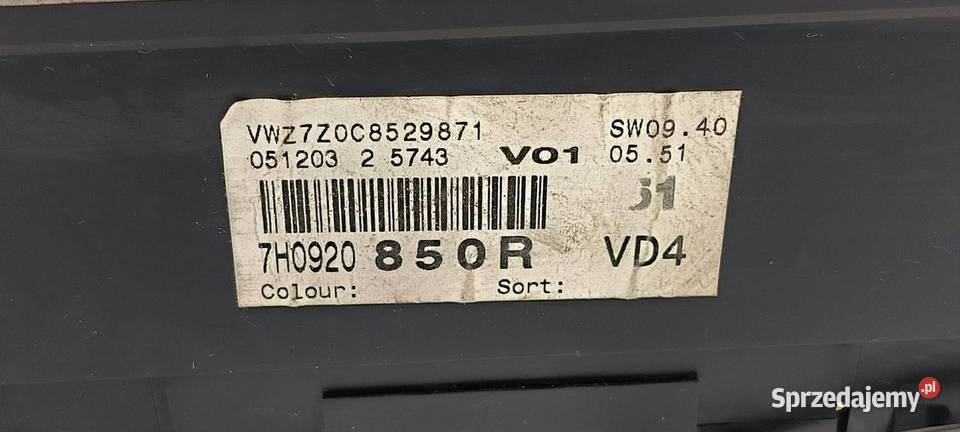 VWZ7Z0C8529871 SW09.40
051203 2 5743 V01 05.51
51
7H0920 850R VD4
Colour: Sort:
Sprzedajemy.pl